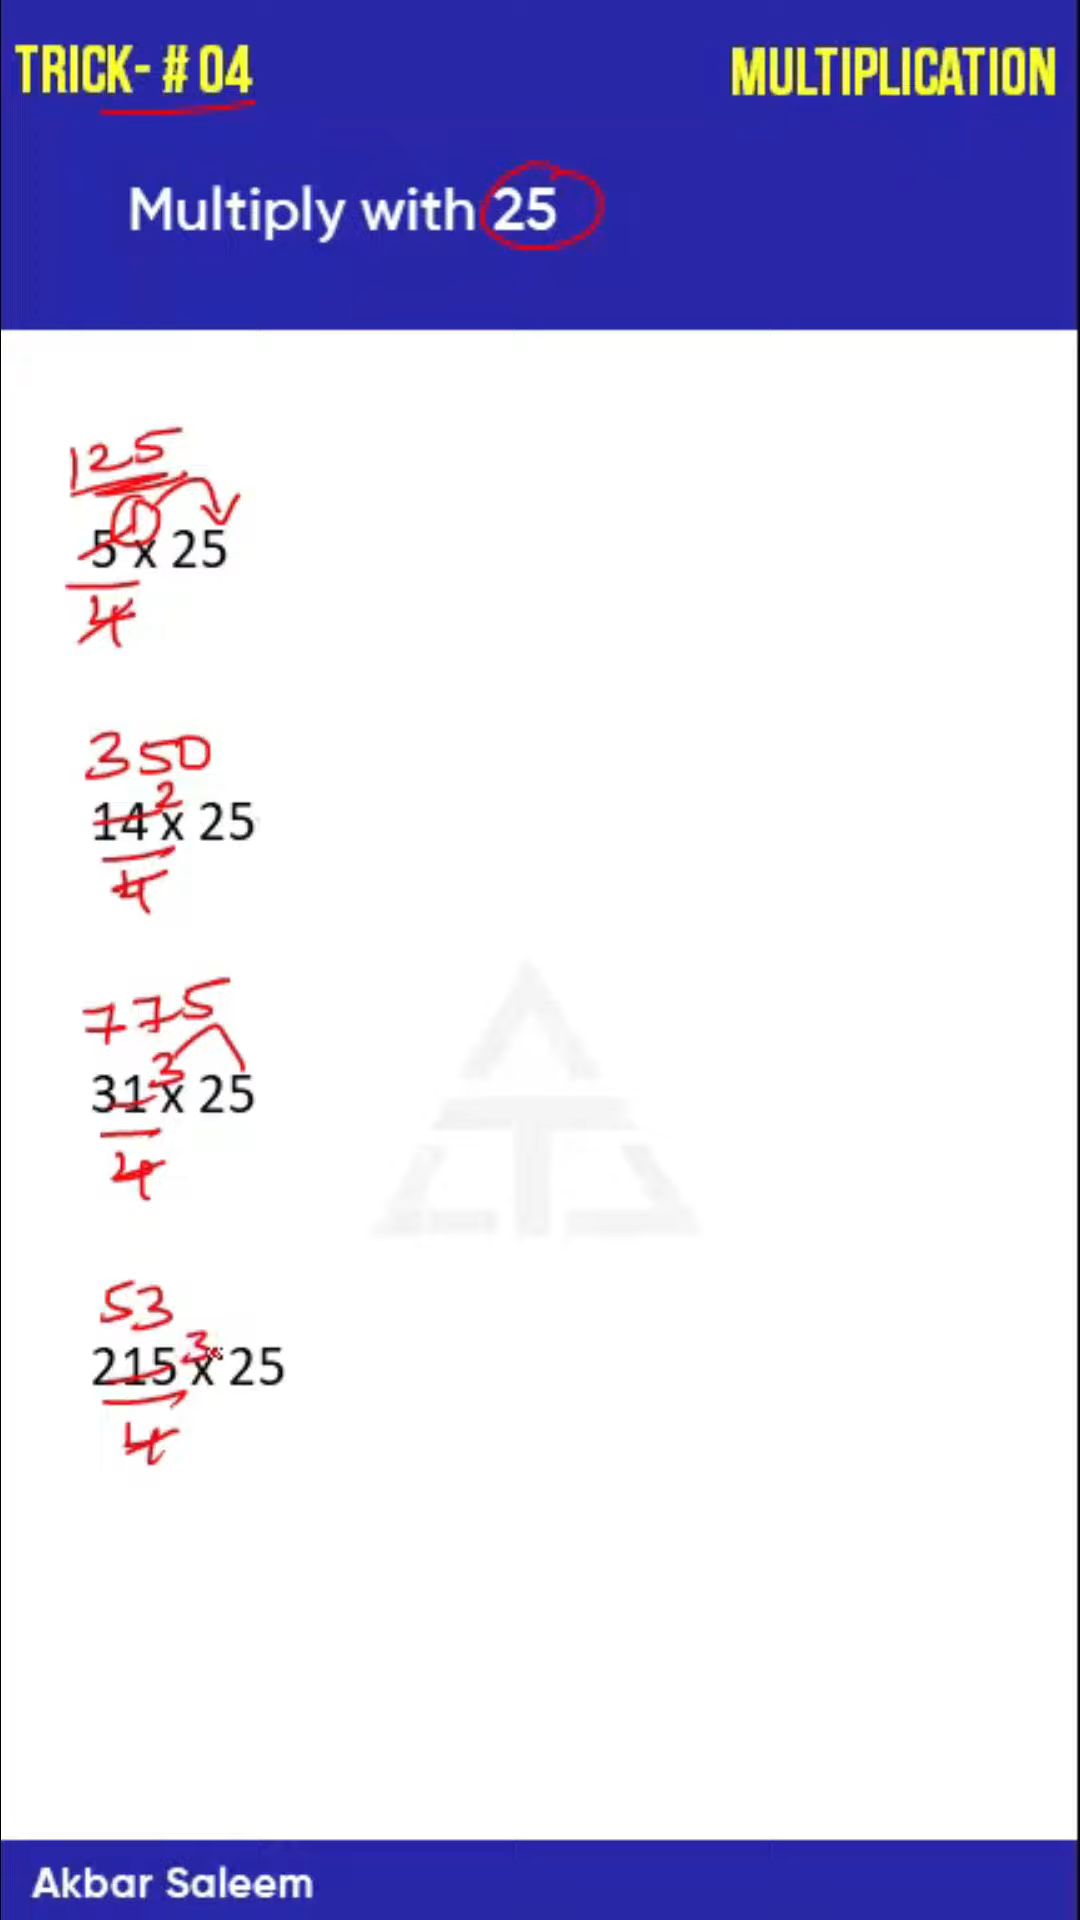 TRICK- # 04
MULTIPLICATION
Multiply with 25
125
5 1 x 25
4
350
14 2 x 25
4
775
31 3 x 25
4
53
215 3 x 25
4
Akbar Saleem